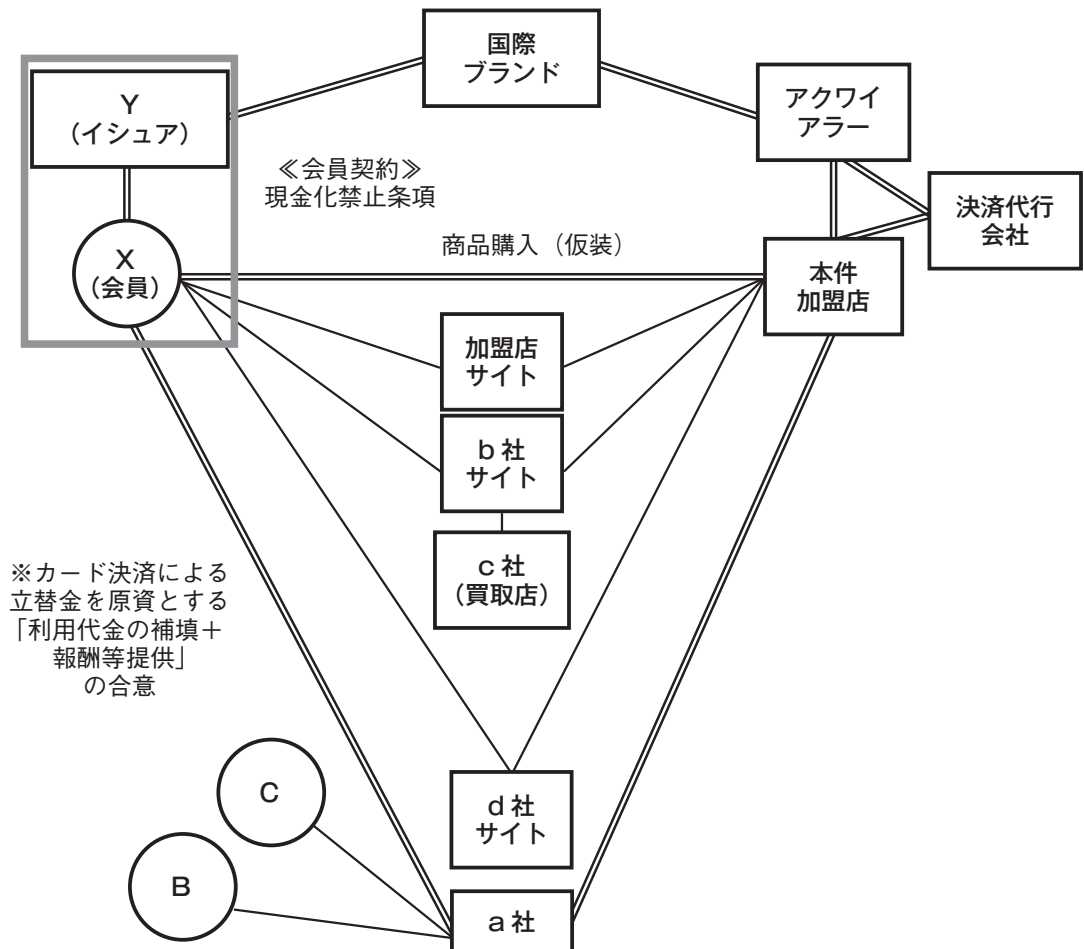 国際
ブランド
Y
(イシュア)
アクワイ
アラー
≪会員契約≫
現金化禁止条項
決済代行
会社
商品購入(仮装)
X
(会員)
本件
加盟店
加盟店
サイト
b社
サイト
c社
(買取店)
※カード決済による
立替金を原資とする
「利用代金の補填+
報酬等提供」
の合意
C
d社
サイト
B
a社